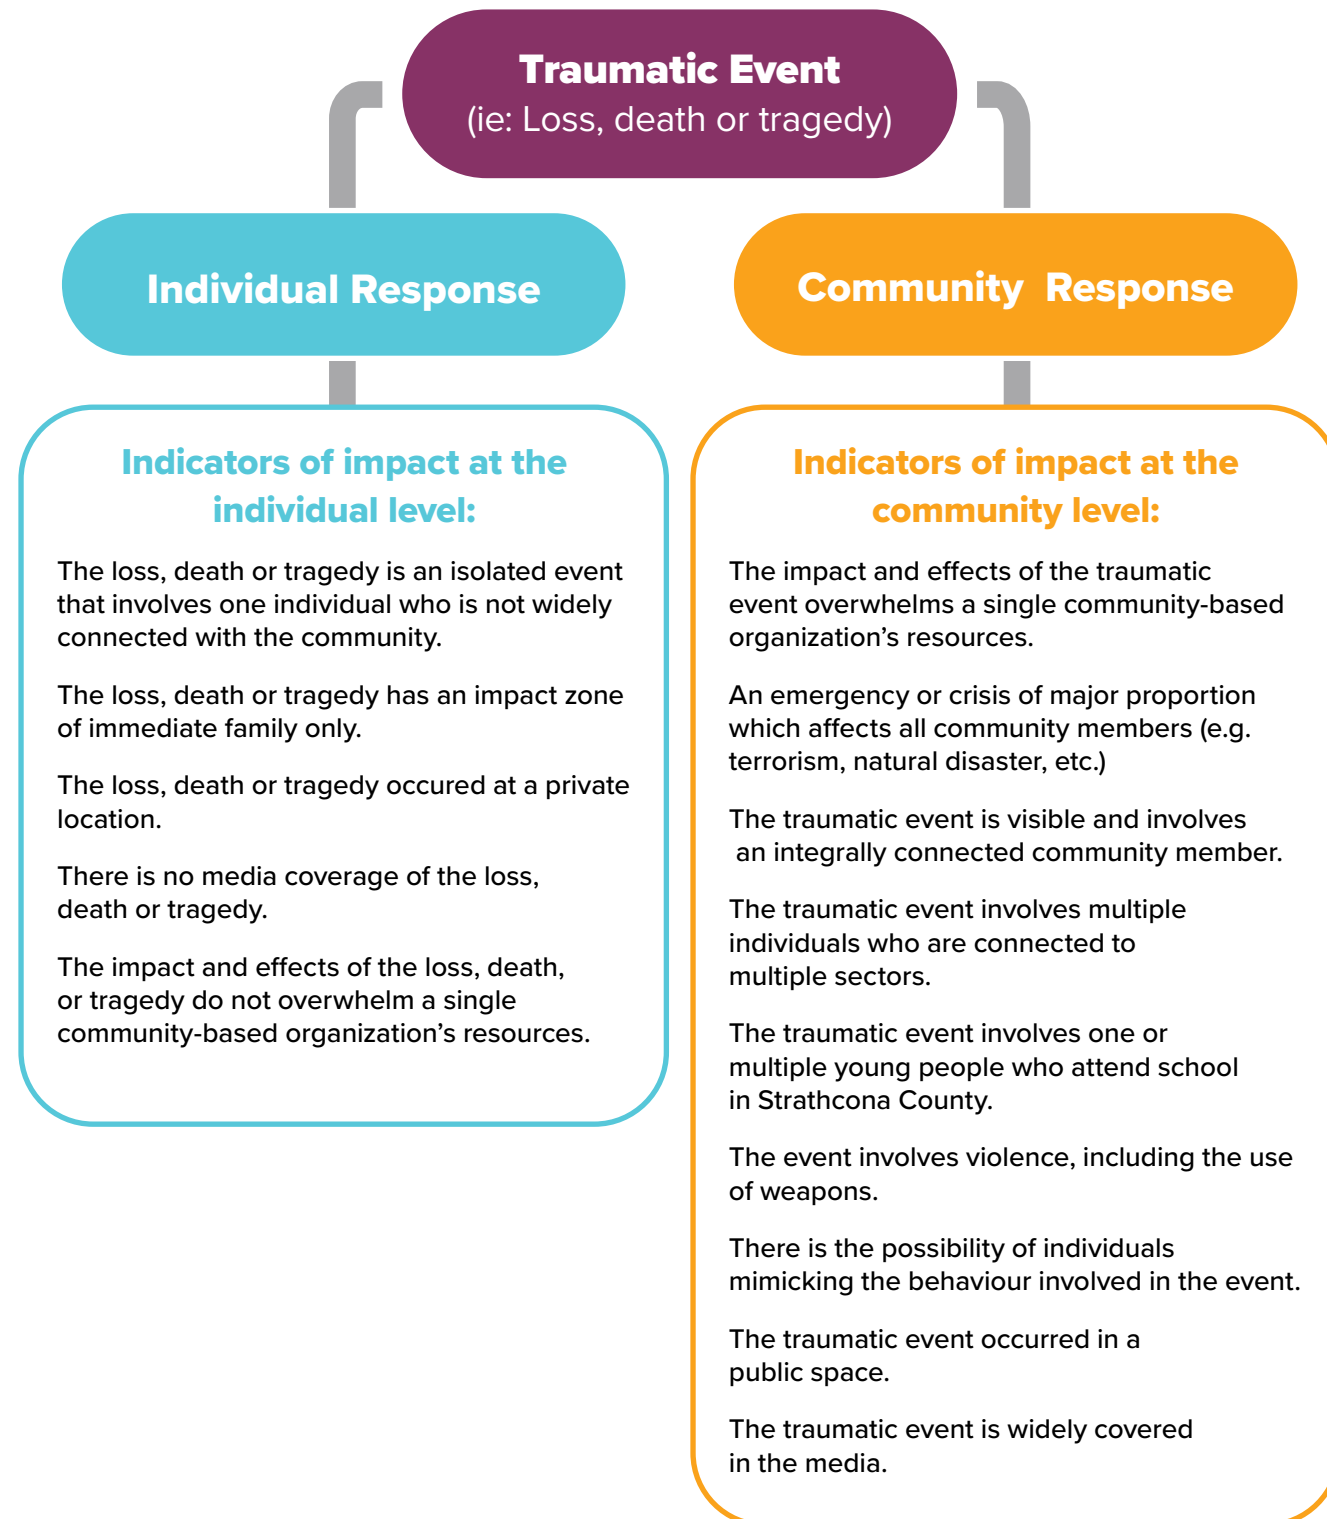 Traumatic Event
(ie: Loss, death or tragedy)
Individual Response
Indicators of impact at the
individual level:
The loss, death or tragedy is an isolated event
that involves one individual who is not widely
connected with the community.
The loss, death or tragedy has an impact zone
of immediate family only.
The loss, death or tragedy occured at a private
location.
There is no media coverage of the loss,
death or tragedy.
The impact and effects of the loss, death,
or tragedy do not overwhelm a single
community-based organization’s resources.
Community Response
Indicators of impact at the
community level:
The impact and effects of the traumatic
event overwhelms a single community-based
organization’s resources.
An emergency or crisis of major proportion
which affects all community members (e.g.
terrorism, natural disaster, etc.)
The traumatic event is visible and involves
an integrally connected community member.
The traumatic event involves multiple
individuals who are connected to
multiple sectors.
The traumatic event involves one or
multiple young people who attend school
in Strathcona County.
The event involves violence, including the use
of weapons.
There is the possibility of individuals
mimicking the behaviour involved in the event.
The traumatic event occurred in a
public space.
The traumatic event is widely covered
in the media.